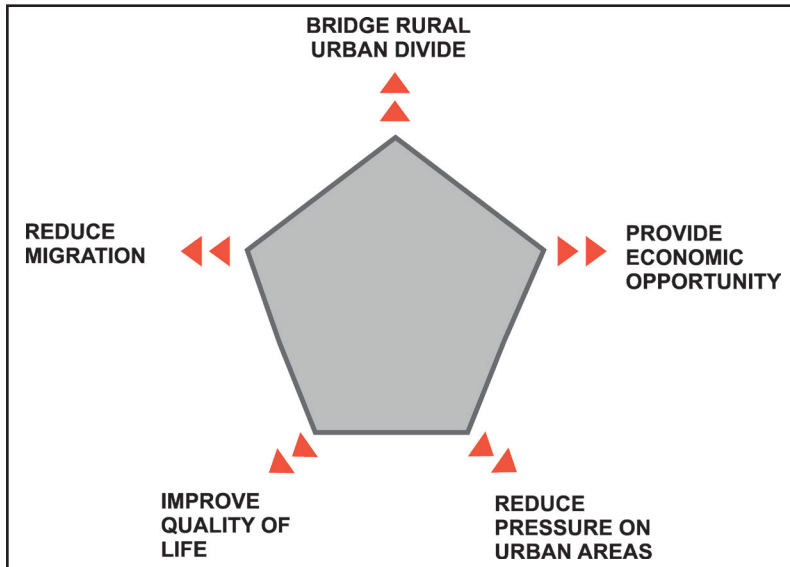 BRIDGE RURAL
URBAN DIVIDE
REDUCE
MIGRATION
PROVIDE
ECONOMIC
OPPORTUNITY
IMPROVE
QUALITY OF
LIFE
REDUCE
PRESSURE ON
URBAN AREAS